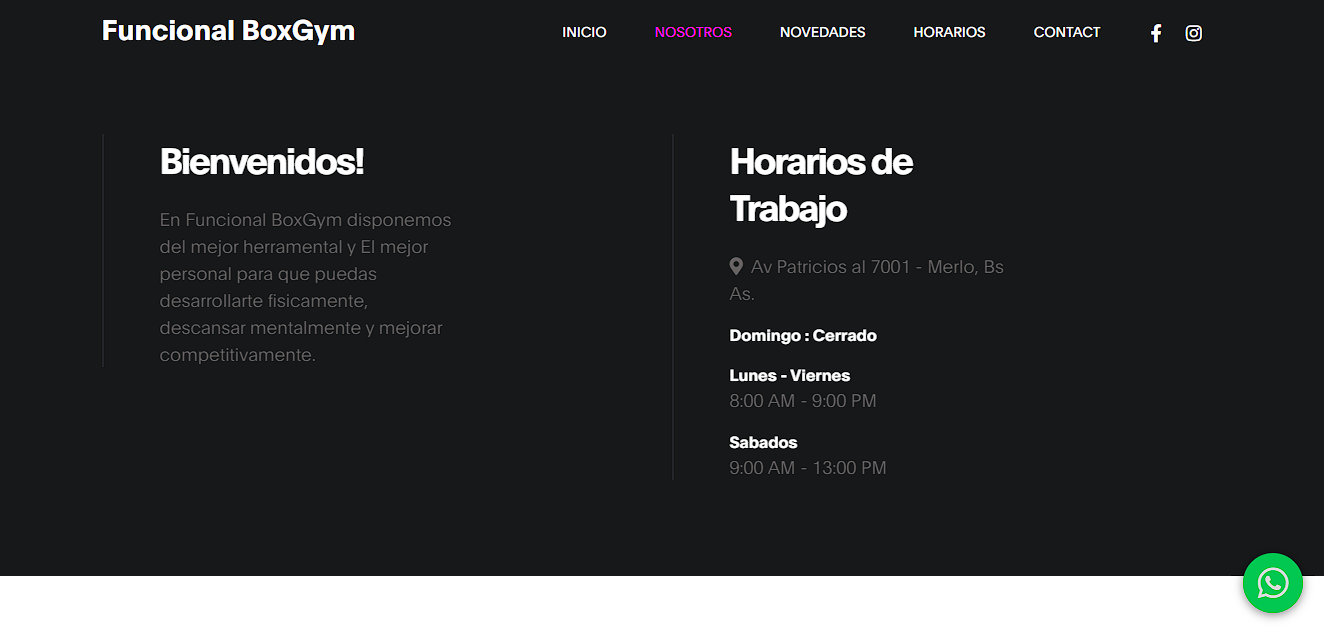 Funcional BoxGym
INICIO
NOSOTROS
NOVEDADES
HORARIOS
CONTACT
Bienvenidos!
En Funcional BoxGym disponemos
del mejor herramental y El mejor
personal para que puedas
desarrollarte fisicamente,
descansar mentalmente y mejorar
competitivamente.
Horarios de
Trabajo
Av Patricios al 7001 - Merlo, Bs
As.
Domingo : Cerrado
Lunes - Viernes
8:00 AM - 9:00 PM
Sabados
9:00 AM - 13:00 PM